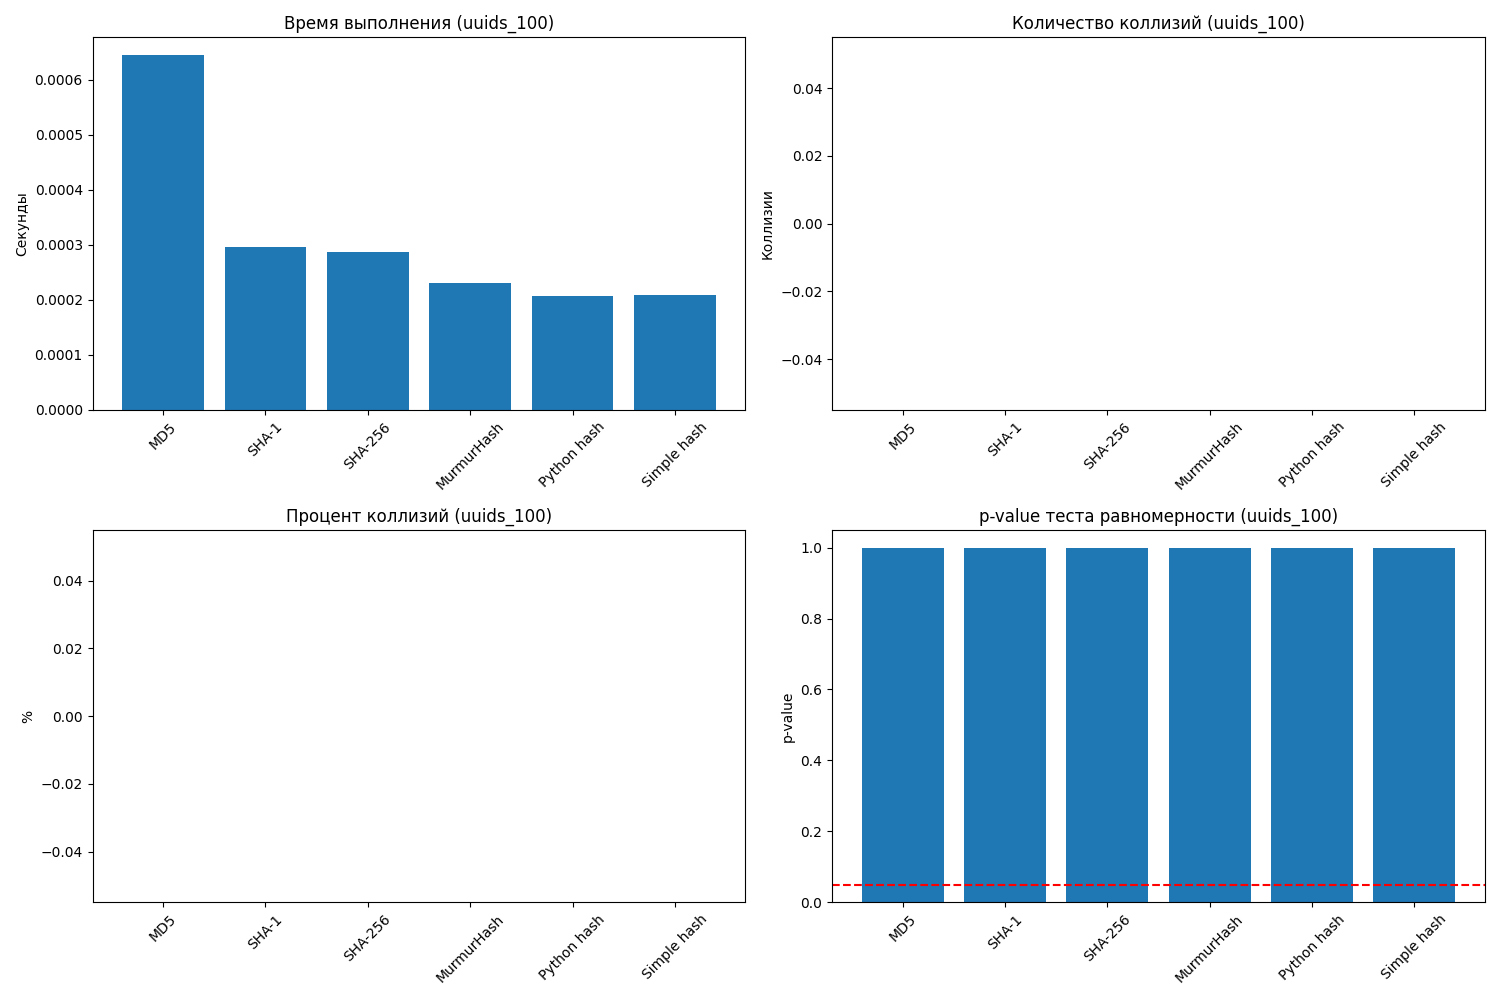 Время выполнения (uuids_100)
Секунды
0.0006
0.0005
0.0004
0.0003
0.0002
0.0001
0.0000
MD5
SHA-1
SHA-256
MurmurHash
Python hash
Simple hash
Количество коллизий (uuids_100)
Коллизии
0.04
0.02
0.00
−0.02
−0.04
MD5
SHA-1
SHA-256
MurmurHash
Python hash
Simple hash
Процент коллизий (uuids_100)
%
0.04
0.02
0.00
−0.02
−0.04
MD5
SHA-1
SHA-256
MurmurHash
Python hash
Simple hash
p-value теста равномерности (uuids_100)
p-value
1.0
0.8
0.6
0.4
0.2
0.0
MD5
SHA-1
SHA-256
MurmurHash
Python hash
Simple hash